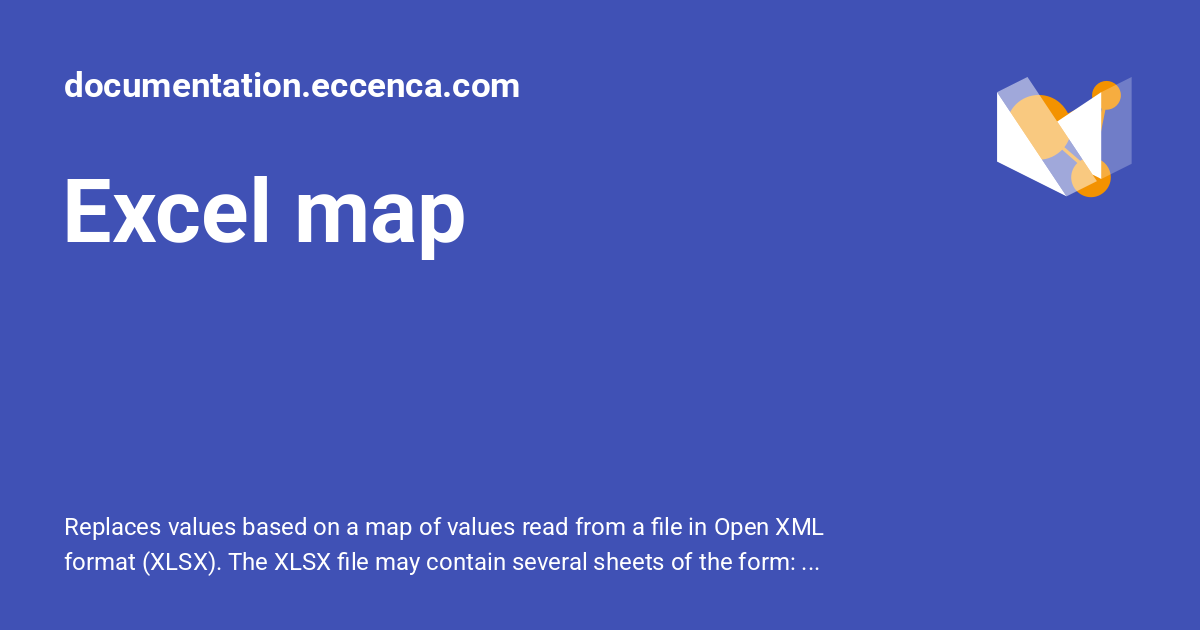 documentation.eccenca.com
Excel map
Replaces values based on a map of values read from a file in Open XML
format (XLSX). The XLSX file may contain several sheets of the form: ...